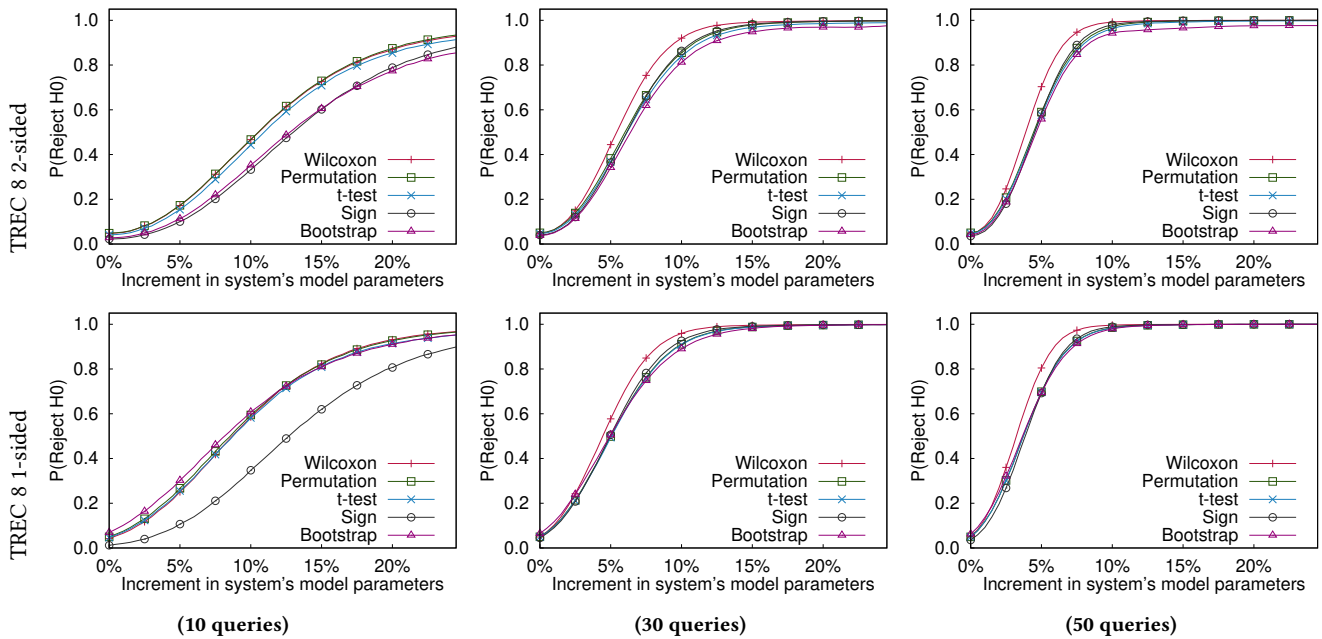 TREC 8 2-sided
P(Reject H0)
1.0
0.8
0.6
0.4
0.2
0.0
Wilcoxon
Permutation
t-test
Sign
Bootstrap
0% 5% 10% 15% 20%
Increment in system's model parameters
P(Reject H0)
1.0
0.8
0.6
0.4
0.2
0.0
Wilcoxon
Permutation
t-test
Sign
Bootstrap
0% 5% 10% 15% 20%
Increment in system's model parameters
P(Reject H0)
1.0
0.8
0.6
0.4
0.2
0.0
Wilcoxon
Permutation
t-test
Sign
Bootstrap
0% 5% 10% 15% 20%
Increment in system's model parameters
TREC 8 1-sided
P(Reject H0)
1.0
0.8
0.6
0.4
0.2
0.0
Wilcoxon
Permutation
t-test
Sign
Bootstrap
0% 5% 10% 15% 20%
Increment in system's model parameters
(10 queries)
P(Reject H0)
1.0
0.8
0.6
0.4
0.2
0.0
Wilcoxon
Permutation
t-test
Sign
Bootstrap
0% 5% 10% 15% 20%
Increment in system's model parameters
(30 queries)
P(Reject H0)
1.0
0.8
0.6
0.4
0.2
0.0
Wilcoxon
Permutation
t-test
Sign
Bootstrap
0% 5% 10% 15% 20%
Increment in system's model parameters
(50 queries)